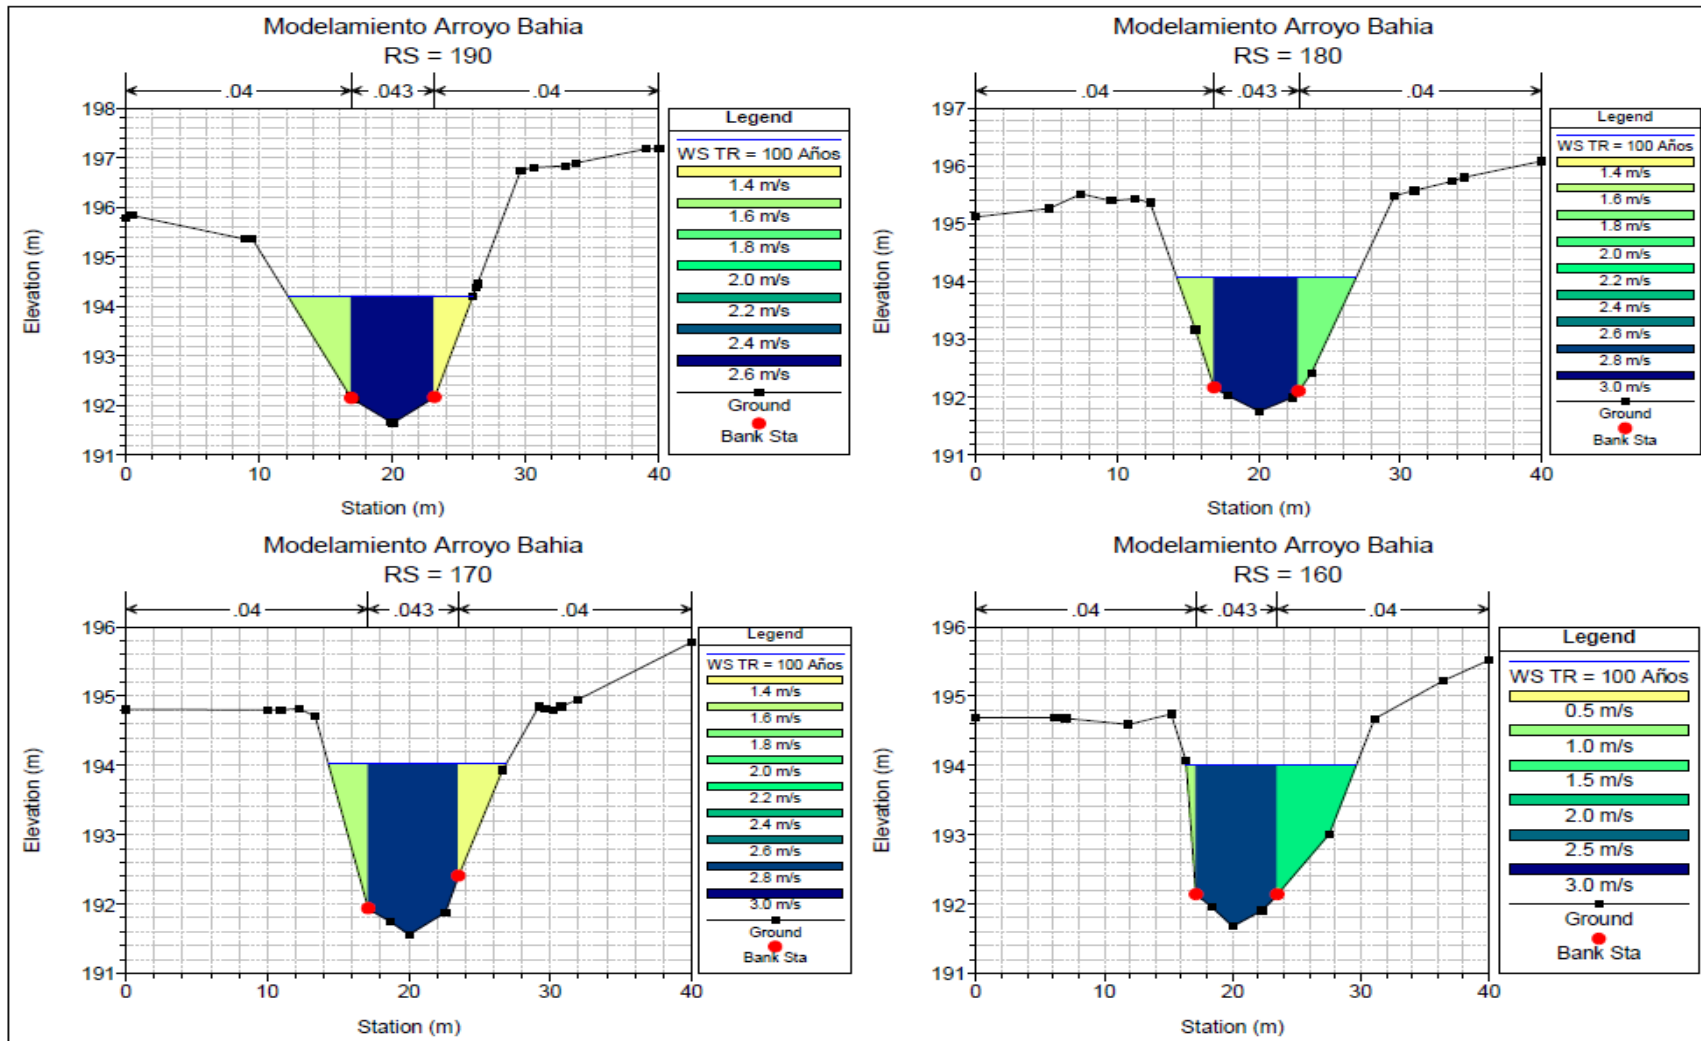 Modelamiento Arroyo Bahia
RS = 190
.04 .043 .04
198
197
196
195
194
193
192
191
Elevation (m)
0 10 20 30 40
Station (m)
Legend
WS TR = 100 Años
1.4 m/s
1.6 m/s
1.8 m/s
2.0 m/s
2.2 m/s
2.4 m/s
2.6 m/s
Ground
Bank Sta
Modelamiento Arroyo Bahia
RS = 180
.04 .043 .04
197
196
195
194
193
192
191
Elevation (m)
0 10 20 30 40
Station (m)
Legend
WS TR = 100 Años
1.4 m/s
1.6 m/s
1.8 m/s
2.0 m/s
2.2 m/s
2.4 m/s
2.6 m/s
2.8 m/s
3.0 m/s
Ground
Bank Sta
Modelamiento Arroyo Bahia
RS = 170
.04 .043 .04
196
195
194
193
192
191
Elevation (m)
0 10 20 30 40
Station (m)
Legend
WS TR = 100 Años
1.4 m/s
1.6 m/s
1.8 m/s
2.0 m/s
2.2 m/s
2.4 m/s
2.6 m/s
2.8 m/s
3.0 m/s
Ground
Bank Sta
Modelamiento Arroyo Bahia
RS = 160
.04 .043 .04
196
195
194
193
192
191
Elevation (m)
0 10 20 30 40
Station (m)
Legend
WS TR = 100 Años
0.5 m/s
1.0 m/s
1.5 m/s
2.0 m/s
2.5 m/s
3.0 m/s
Ground
Bank Sta